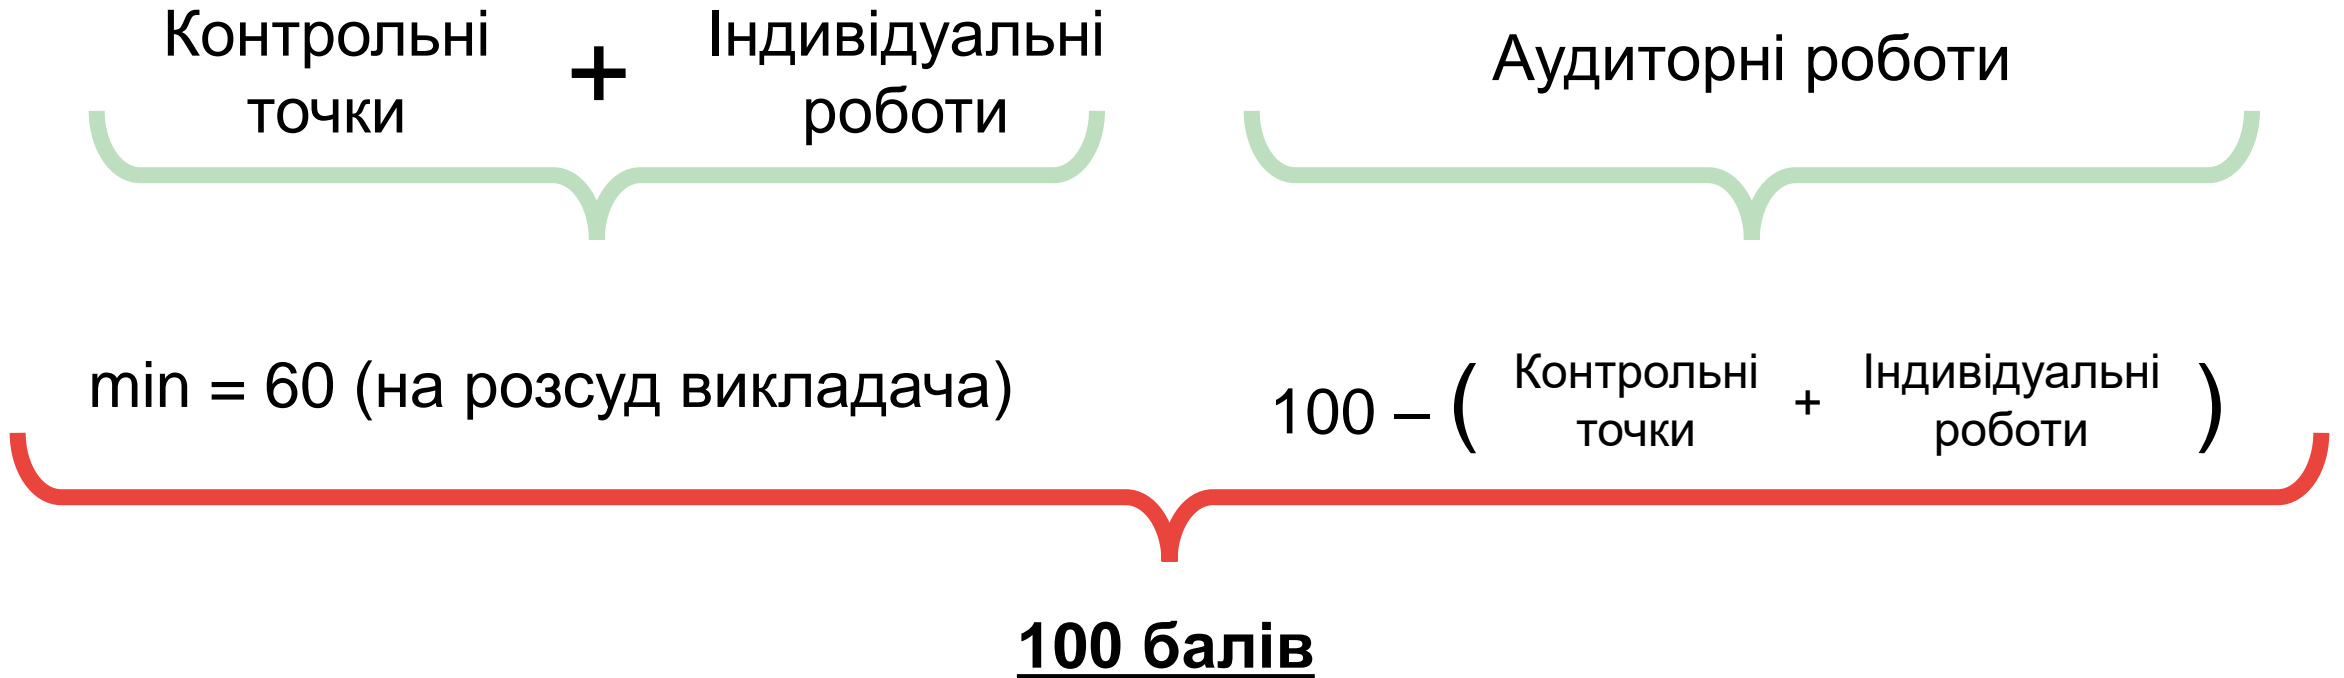 Контрольні
точки
+
Індивідуальні
роботи
Аудиторні роботи
min = 60 (на розсуд викладача)
100 – (
Контрольні
точки
+
Індивідуальні
роботи
)
100 балів